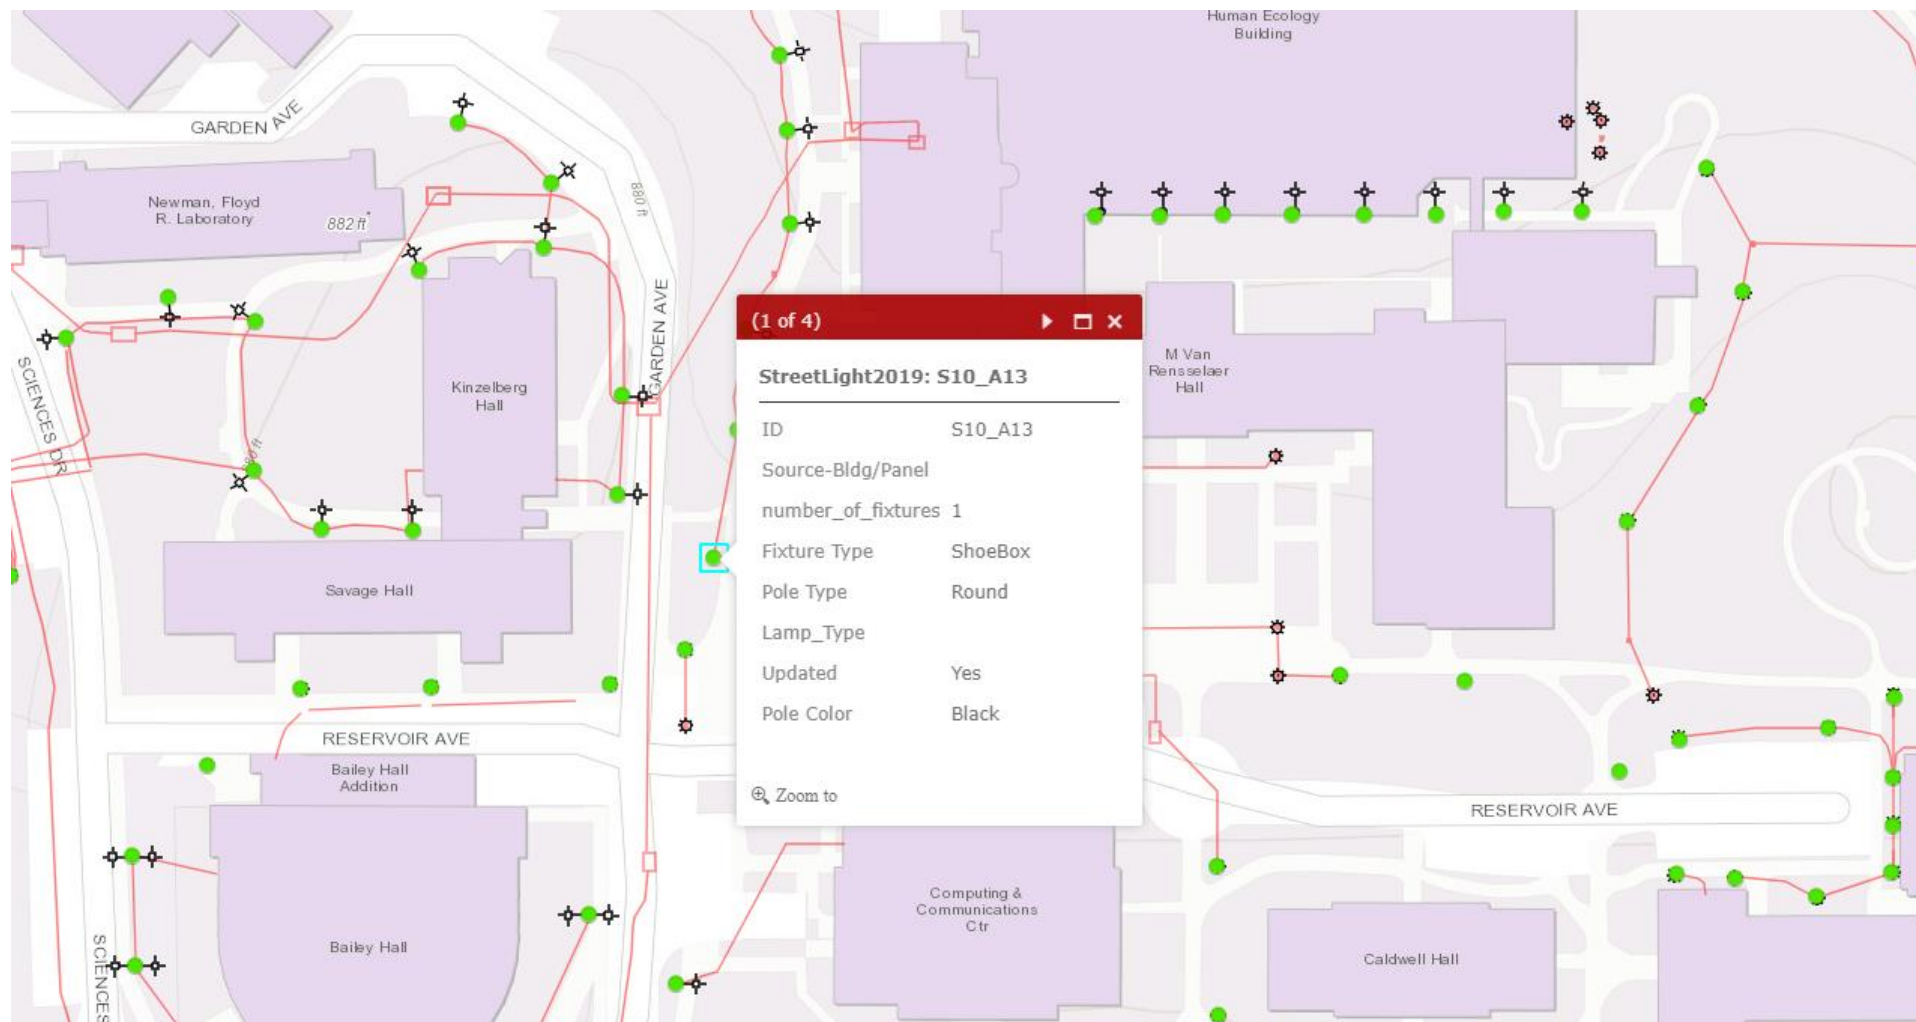 Human Ecology
Building
GARDEN AVE
Newman, Floyd
R. Laboratory
882 ft
880 ft
GARDEN AVE
SCIENCES DR
Kinzelberg
Hall
880 ft
M Van
Rensselaer
Hall
(1 of 4)
StreetLight2019: S10_A13
ID S10_A13
Source-Bldg/Panel
number_of_fixtures 1
Fixture Type ShoeBox
Pole Type Round
Lamp_Type
Updated Yes
Pole Color Black
Zoom to
Savage Hall
RESERVOIR AVE
Bailey Hall
Addition
RESERVOIR AVE
Computing &
Communications
Ctr
Bailey Hall
Caldwell Hall
SCIENCES